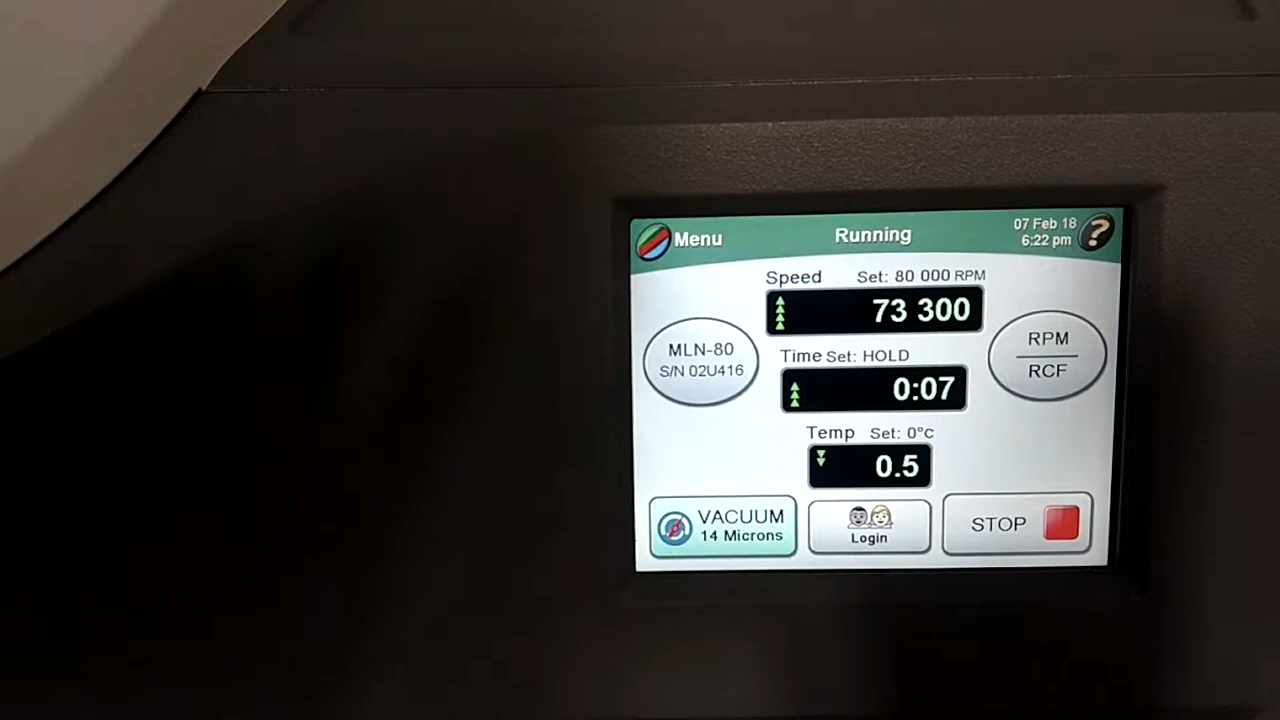 Menu
Running
07 Feb 18
6:22 pm
?
Speed Set: 80 000 RPM
73 300
MLN-80
S/N 02U416
RPM
RCF
Time Set: HOLD
0:07
Temp Set: 0°C
0.5
VACUUM
14 Microns
Login
STOP